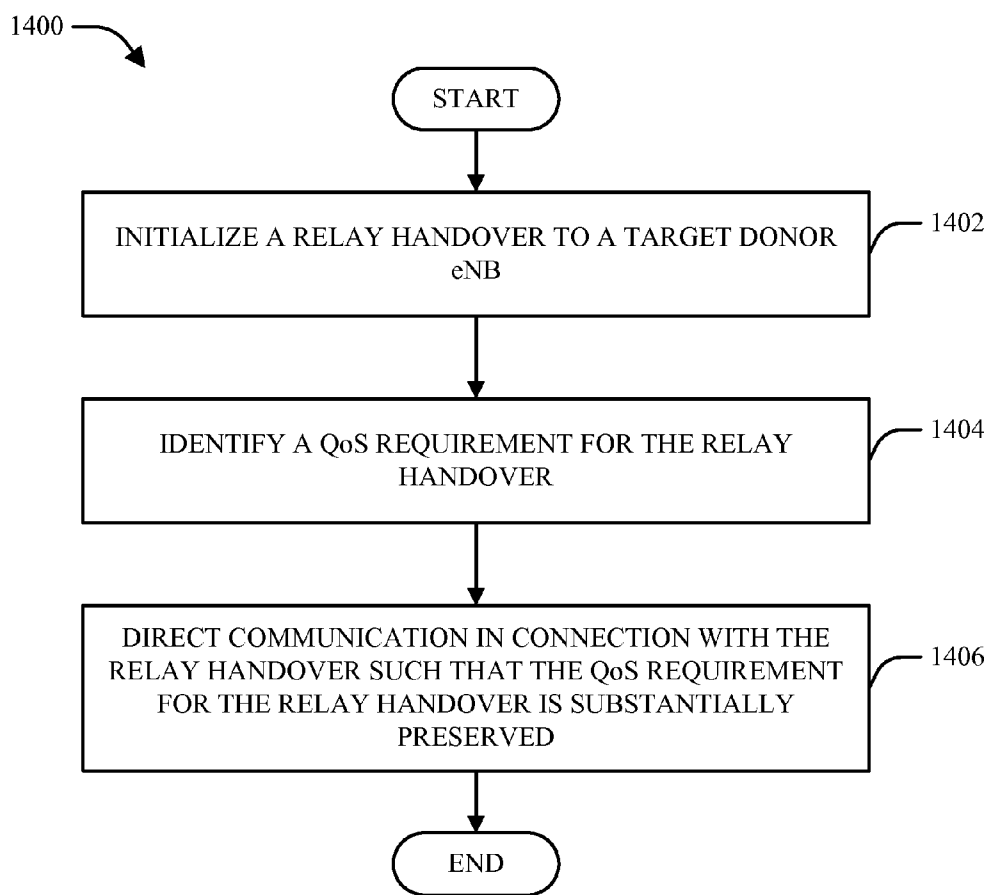 1400
START
INITIALIZE A RELAY HANDOVER TO A TARGET DONOR
eNB
1402
IDENTIFY A QoS REQUIREMENT FOR THE RELAY
HANDOVER
1404
DIRECT COMMUNICATION IN CONNECTION WITH THE
RELAY HANDOVER SUCH THAT THE QoS REQUIREMENT
FOR THE RELAY HANDOVER IS SUBSTANTIALLY
PRESERVED
1406
END